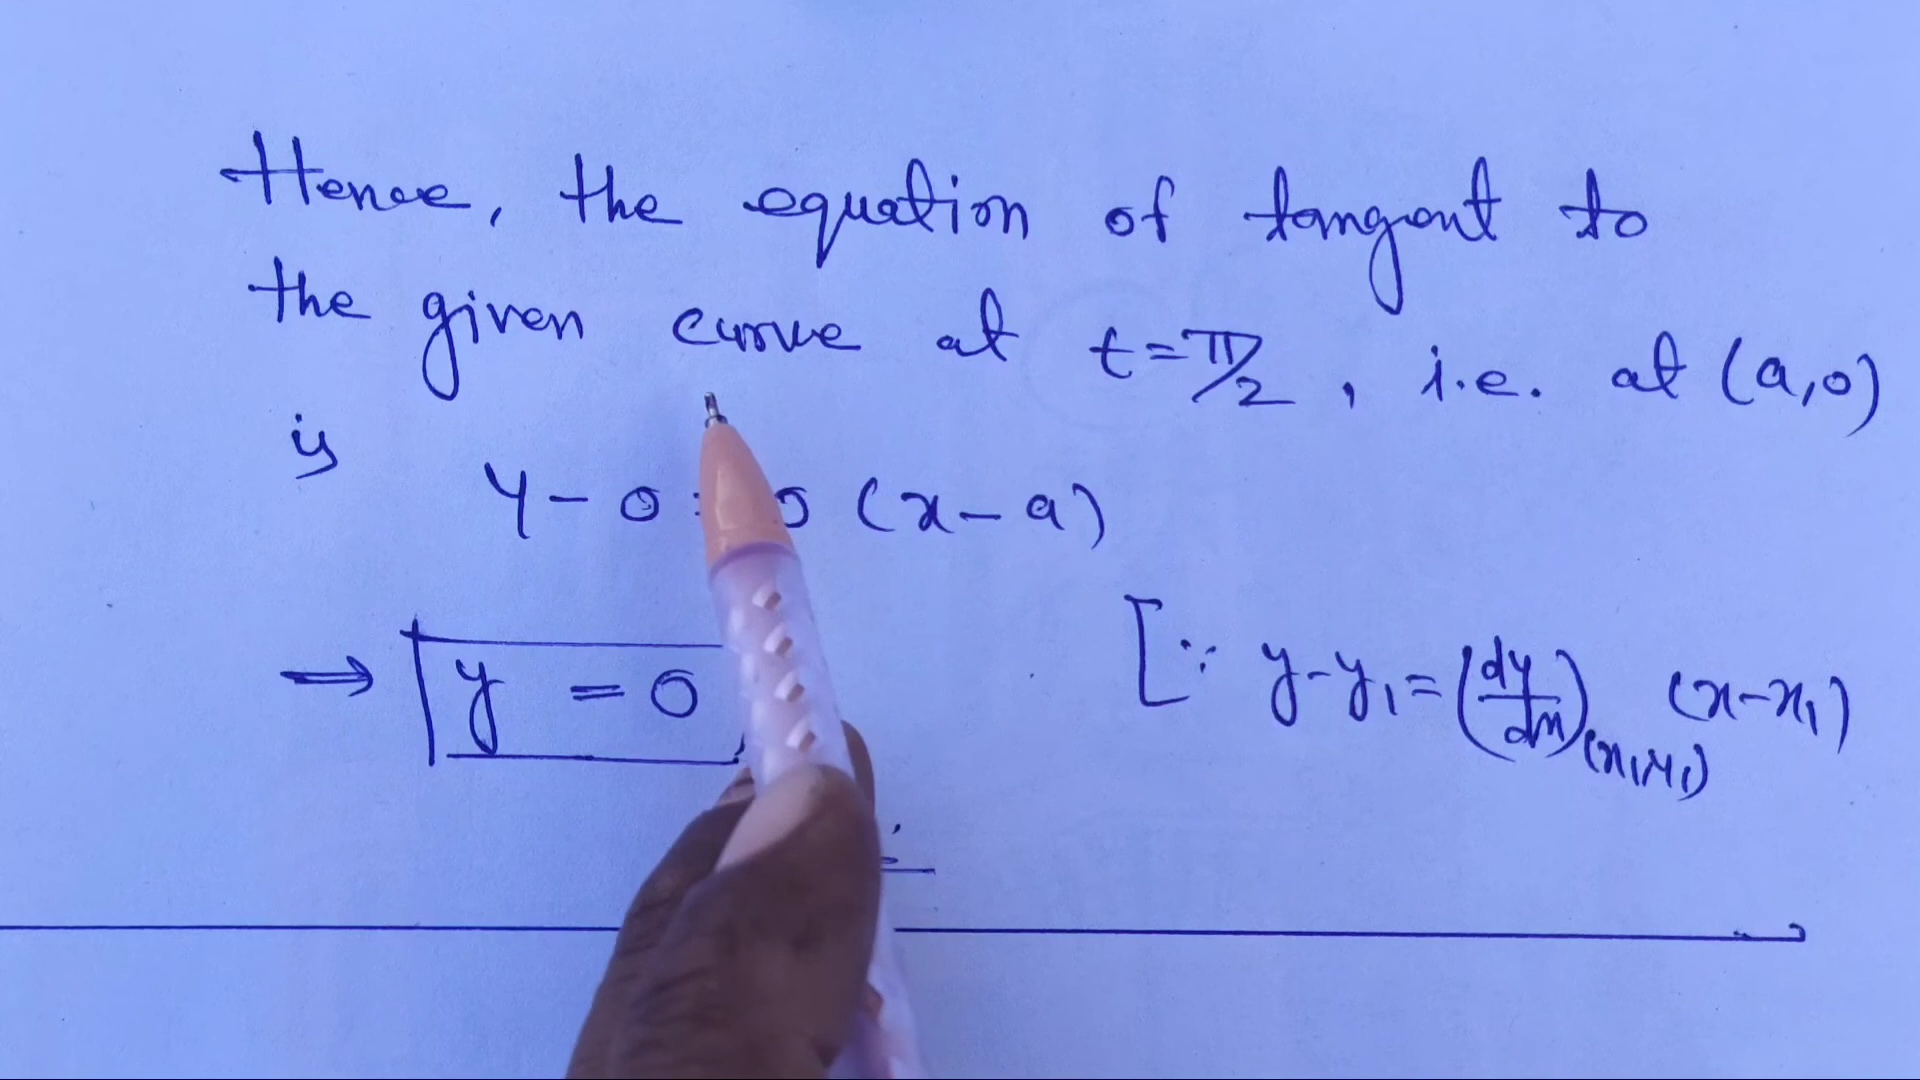 Hence, the equation of tangent to
the given curve at t=π/2, i.e. at (a,0)
is
y-0 = 0 (x-a)
⇒ y = 0
[∵ y-y₁=(dy/dx)(x₁,y₁) (x-x₁)